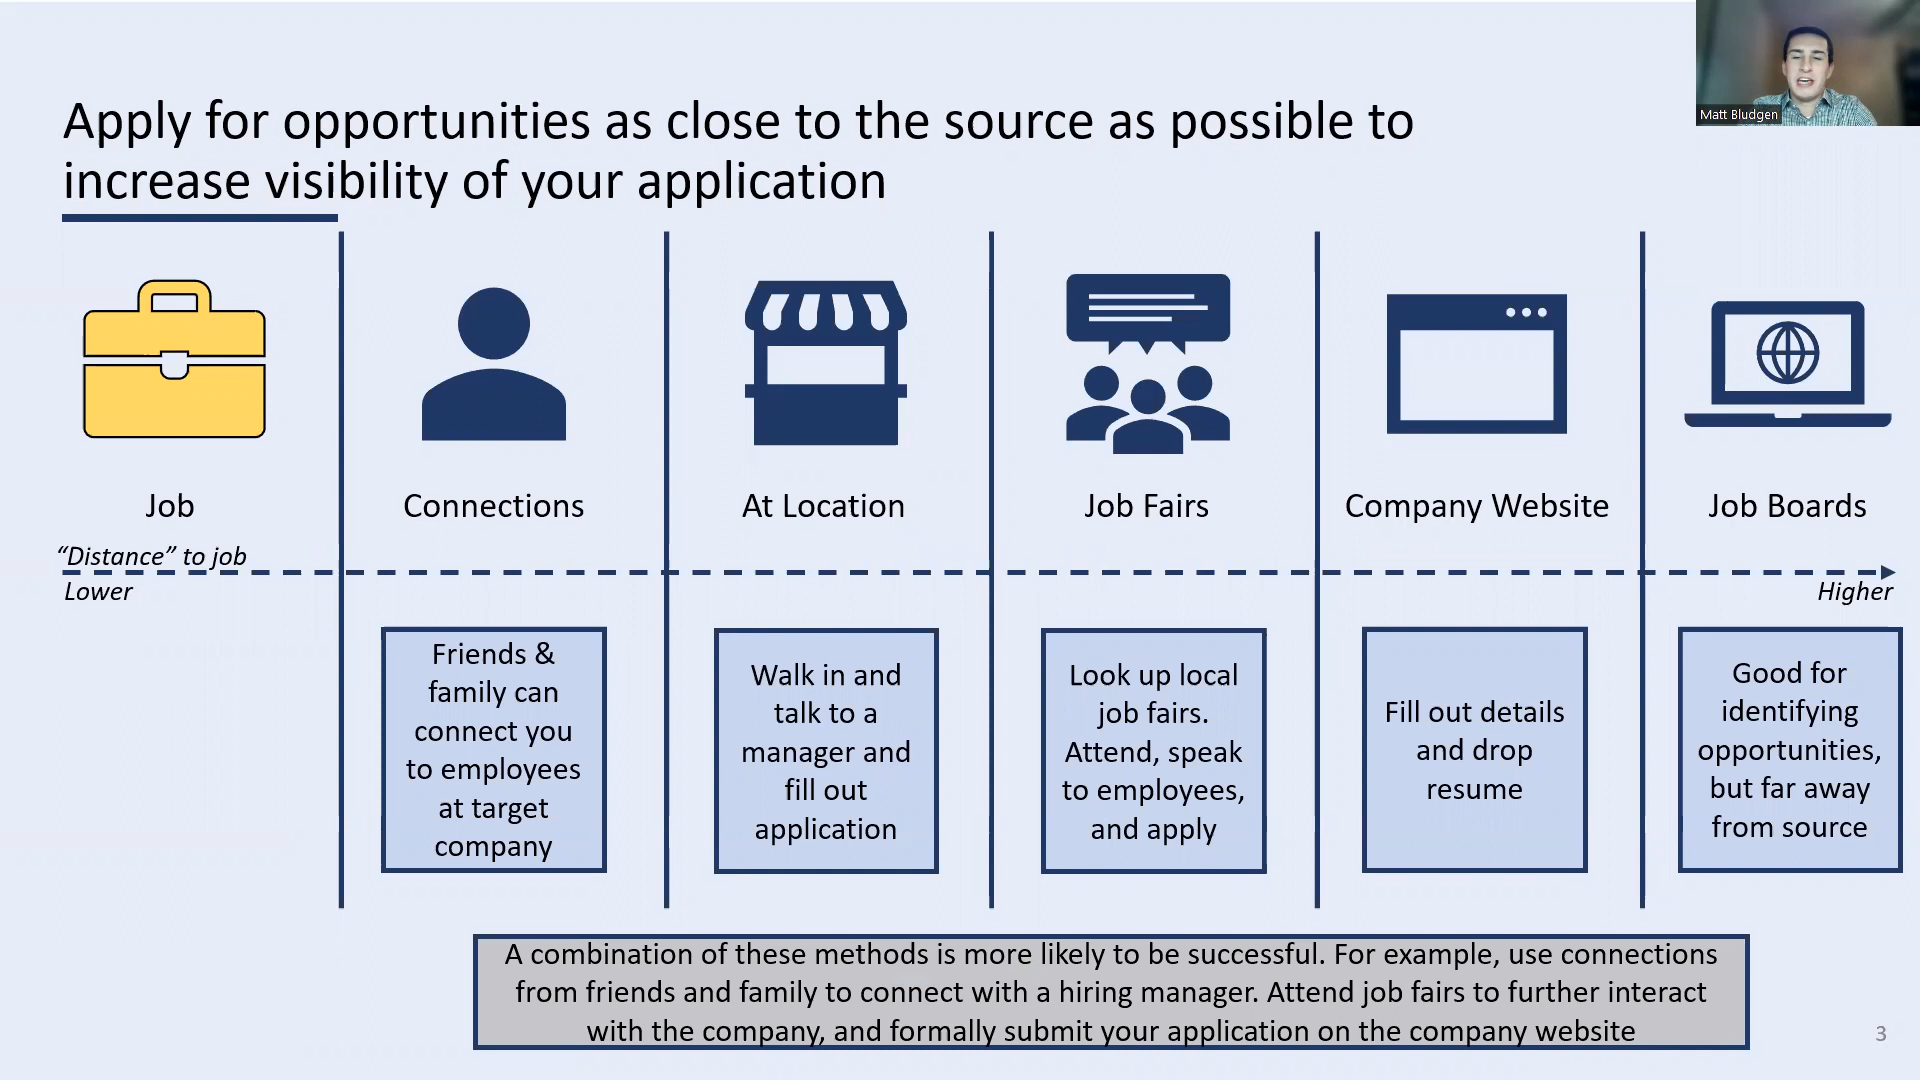 Matt Bludgen
Apply for opportunities as close to the source as possible to
increase visibility of your application
Job
Connections
At Location
Job Fairs
Company Website
Job Boards
“Distance” to job
Lower
Higher
Friends &
family can
connect you
to employees
at target
company
Walk in and
talk to a
manager and
fill out
application
Look up local
job fairs.
Attend, speak
to employees,
and apply
Fill out details
and drop
resume
Good for
identifying
opportunities,
but far away
from source
A combination of these methods is more likely to be successful. For example, use connections
from friends and family to connect with a hiring manager. Attend job fairs to further interact
with the company, and formally submit your application on the company website
3